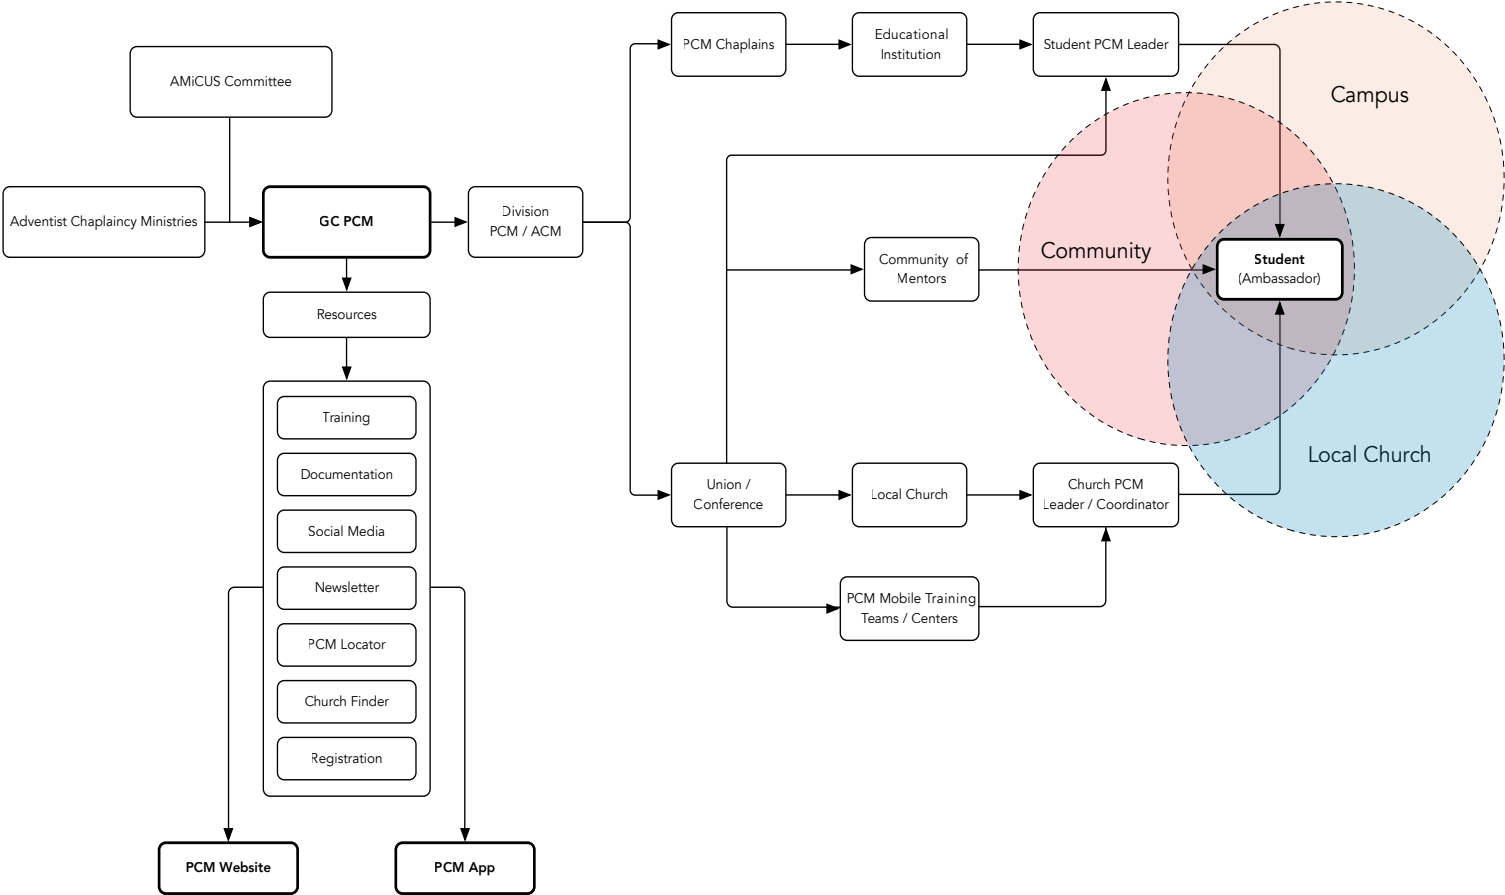 AMiCUS Committee
Adventist Chaplaincy Ministries
GC PCM
Division
PCM / ACM
Resources
Training
Documentation
Social Media
Newsletter
PCM Locator
Church Finder
Registration
PCM Website
PCM App
PCM Chaplains
Educational
Institution
Student PCM Leader
Community of
Mentors
Union /
Conference
Local Church
Church PCM
Leader / Coordinator
PCM Mobile Training
Teams / Centers
Campus
Community
Student
(Ambassador)
Local Church